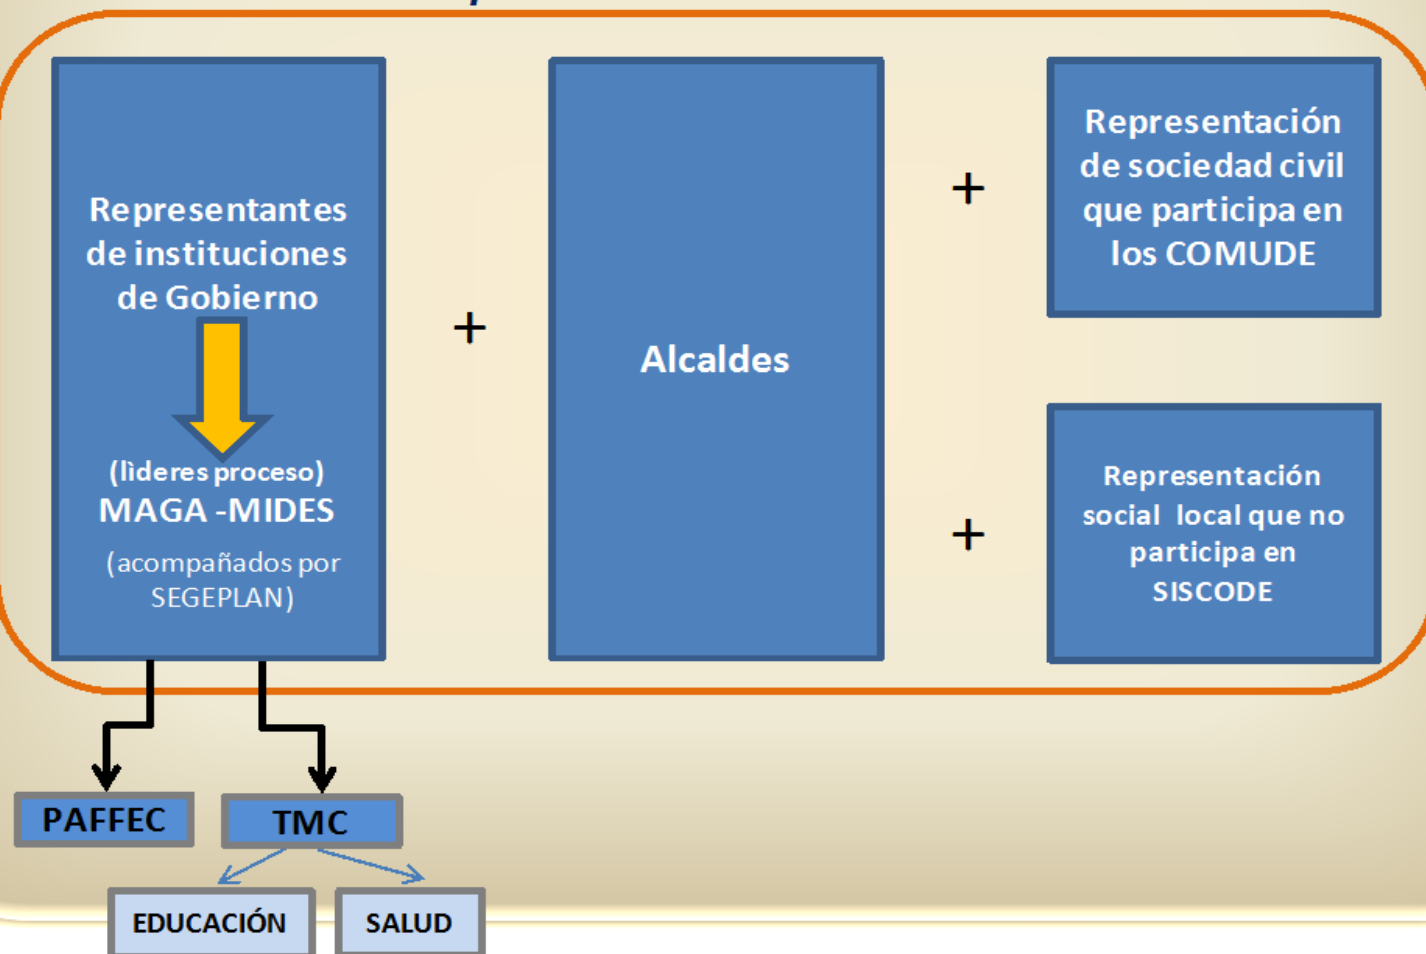 Representantes
de instituciones
de Gobierno
(lìderes proceso)
MAGA -MIDES
(acompañados por
SEGEPLAN)
+
Alcaldes
+
Representación
de sociedad civil
que participa en
los COMUDE
+
Representación
social local que no
participa en
SISCODE
PAFFEC
TMC
EDUCACIÓN
SALUD